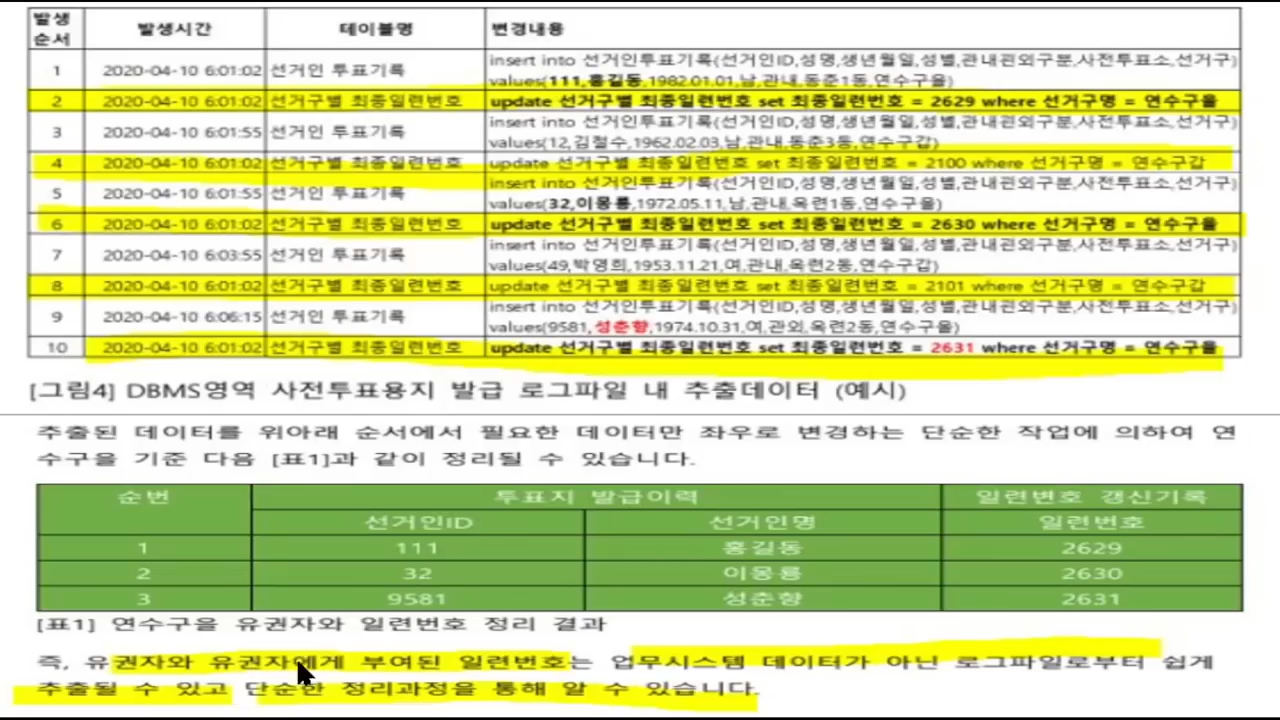 발생
순서
발생시간 테이블명 변경내용
insert into 선거인투표기록(선거인ID,성명,생년월일,성별,관내관외구분,사전투표소,선거구)
1 2020-04-10 6:01:02 선거인 투표기록
values(111,홍길동,1982.01.01,남,관내,동춘1동,연수구을)
2 2020-04-10 6:01:02 선거구별 최종일련번호 update 선거구별 최종일련번호 set 최종일련번호 = 2629 where 선거구명 = 연수구을
insert into 선거인투표기록(선거인ID,성명,생년월일,성별,관내관외구분,사전투표소,선거구)
3 2020-04-10 6:01:55 선거인 투표기록
values(12,김철수,1962.02.03,남,관내,동춘3동,연수구갑)
4 2020-04-10 6:01:02 선거구별 최종일련번호 update 선거구별 최종일련번호 set 최종일련번호 = 2100 where 선거구명 = 연수구갑
insert into 선거인투표기록(선거인ID,성명,생년월일,성별,관내관외구분,사전투표소,선거구)
5 2020-04-10 6:01:55 선거인 투표기록
values(32,이몽룡,1972.05.11,남,관내,옥련1동,연수구을)
6 2020-04-10 6:01:02 선거구별 최종일련번호 update 선거구별 최종일련번호 set 최종일련번호 = 2630 where 선거구명 = 연수구을
insert into 선거인투표기록(선거인ID,성명,생년월일,성별,관내관외구분,사전투표소,선거구)
7 2020-04-10 6:03:55 선거인 투표기록
values(49,박영희,1953.11.21,여,관내,옥련2동,연수구갑)
8 2020-04-10 6:01:02 선거구별 최종일련번호 update 선거구별 최종일련번호 set 최종일련번호 = 2101 where 선거구명 = 연수구갑
insert into 선거인투표기록(선거인ID,성명,생년월일,성별,관내관외구분,사전투표소,선거구)
9 2020-04-10 6:06:15 선거인 투표기록
values(9581,성춘향,1974.10.31,여,관외,옥련2동,연수구을)
10 2020-04-10 6:01:02 선거구별 최종일련번호 update 선거구별 최종일련번호 set 최종일련번호 = 2631 where 선거구명 = 연수구을
[그림4] DBMS영역 사전투표용지 발급 로그파일 내 추출데이터 (예시)
추출된 데이터를 위아래 순서에서 필요한 데이터만 좌우로 변경하는 단순한 작업에 의하여 연
수구을 기준 다음 [표1]과 같이 정리될 수 있습니다.
순번 투표지 발급이력 일련번호 갱신기록
선거인ID 선거인명 일련번호
1 111 홍길동 2629
2 32 이몽룡 2630
3 9581 성춘향 2631
[표1] 연수구을 유권자와 일련번호 정리 결과
즉, 유권자와 유권자에게 부여된 일련번호는 업무시스템 데이터가 아닌 로그파일로부터 쉽게
추출될 수 있고 단순한 정리과정을 통해 알 수 있습니다.